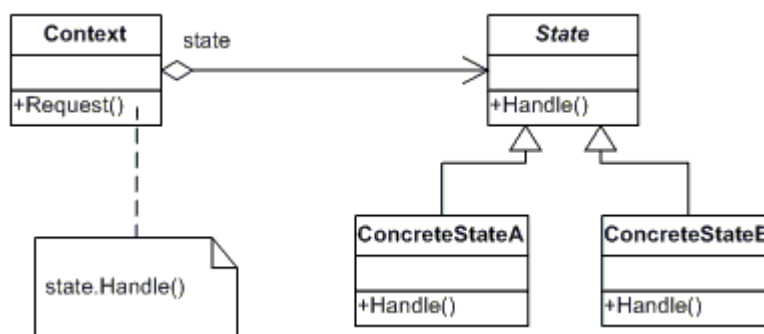 Context
state
State
+Request()
+Handle()
state.Handle()
ConcreteStateA
+Handle()
ConcreteStateB
+Handle()